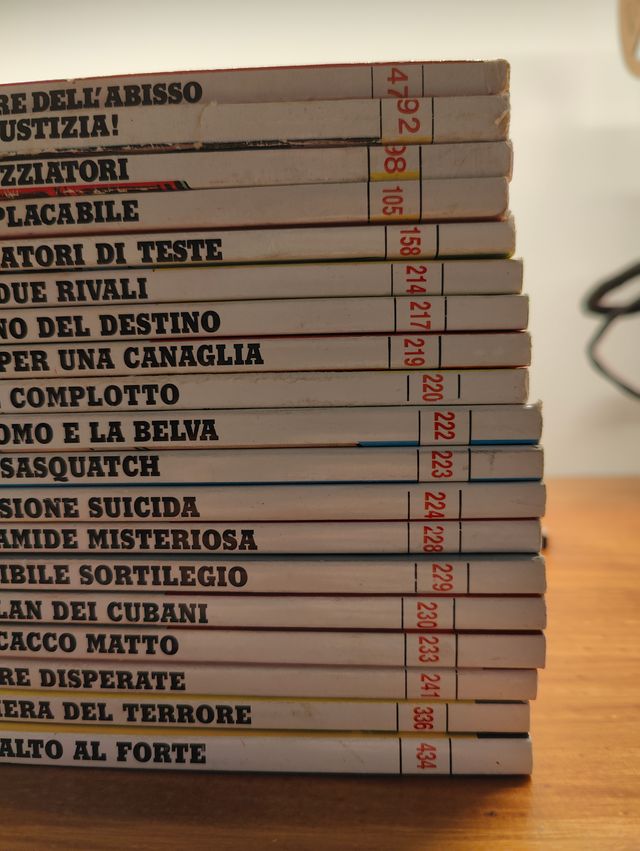 RE DELL'ABISSO 47
USTIZIA! 92
ZZIATORI 98
PLACABILE 105
ATORI DI TESTE 158
DUE RIVALI 214
NO DEL DESTINO 217
PER UNA CANAGLIA 219
COMPLOTTO 220
OMO E LA BELVA 222
SASQUATCH 223
SIONE SUICIDA 224
AMIDE MISTERIOSA 228
IBILE SORTILEGIO 229
LAN DEI CUBANI 230
CACCO MATTO 233
RE DISPERATE 241
IERA DEL TERRORE 336
ALTO AL FORTE 434